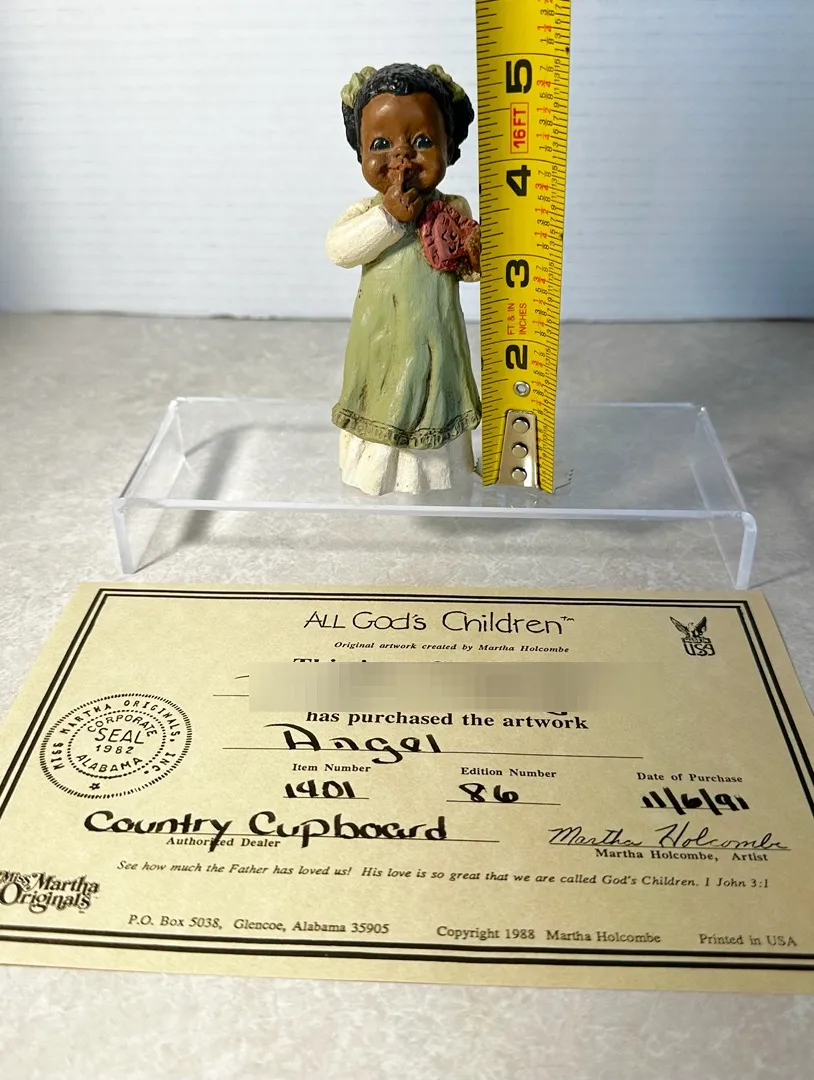 5
16FT
4
3
FT & IN
INCHES
2
ALL God's Children™
Original artwork created by Martha Holcombe
USA
has purchased the artwork
Angel
MISS MARTHA ORIGINALS, INC.
CORPORATE
SEAL
1982
ALABAMA
Item Number
Edition Number
Date of Purchase
1401
86
11/6/91
Country Cupboard
Martha Holcombe
Authorized Dealer
Martha Holcombe, Artist
See how much the Father has loved us! His love is so great that we are called God's Children. I John 3:1
Miss Martha
Originals
P.O. Box 5038, Glencoe, Alabama 35905
Copyright 1988 Martha Holcombe
Printed in USA